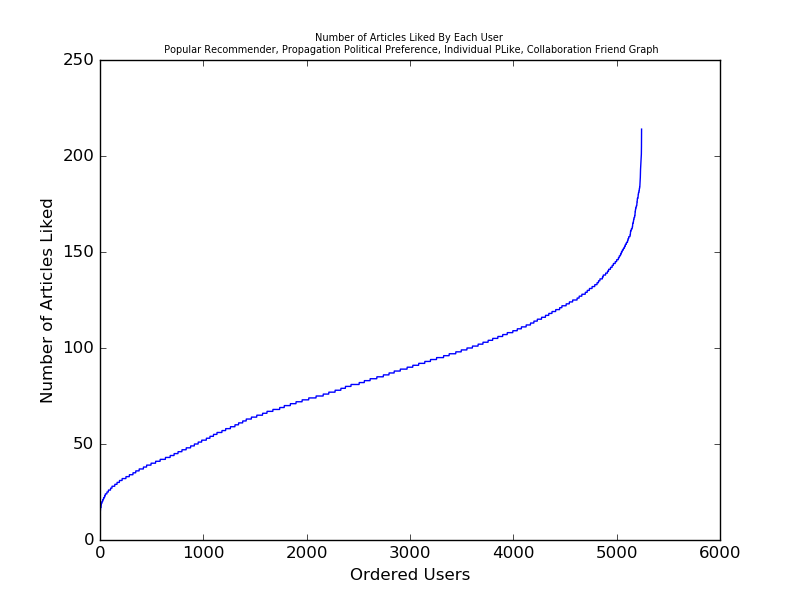 Number of Articles Liked By Each User
Popular Recommender, Propagation Political Preference, Individual PLike, Collaboration Friend Graph
250
200
150
100
50
0
Number of Articles Liked
0 1000 2000 3000 4000 5000 6000
Ordered Users